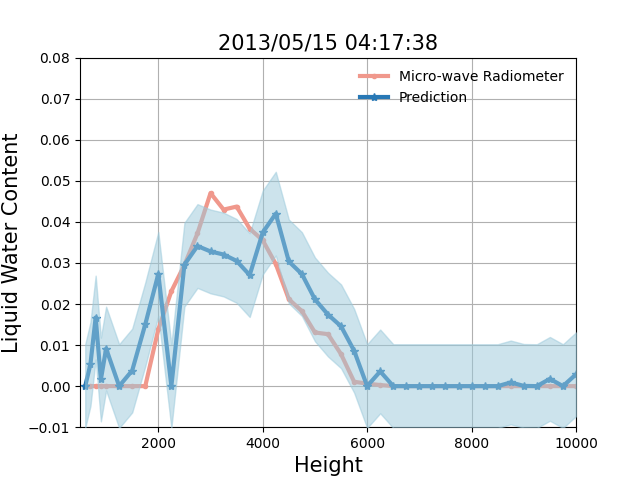 2013/05/15 04:17:38
Micro-wave Radiometer
Prediction
Liquid Water Content
0.08
0.07
0.06
0.05
0.04
0.03
0.02
0.01
0.00
−0.01
2000 4000 6000 8000 10000
Height